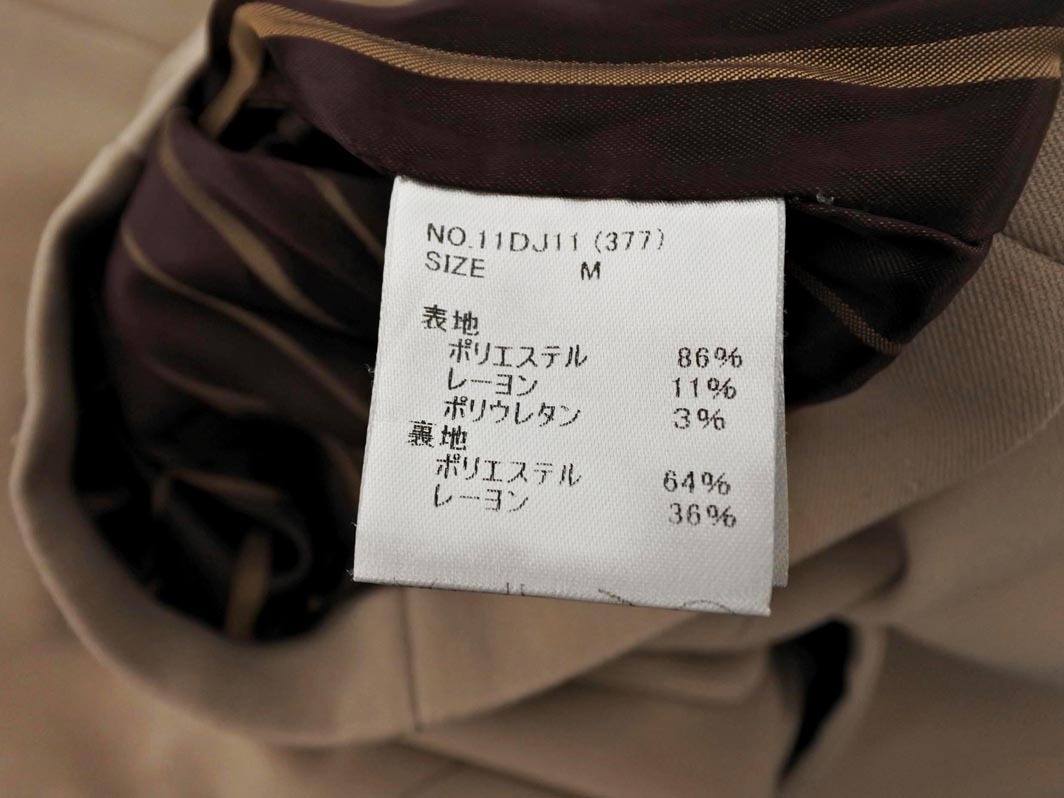 NO.11DJ11 (377)
SIZE M
表地
ポリエステル 86%
レーヨン 11%
ポリウレタン 3%
裏地
ポリエステル 64%
レーヨン 36%